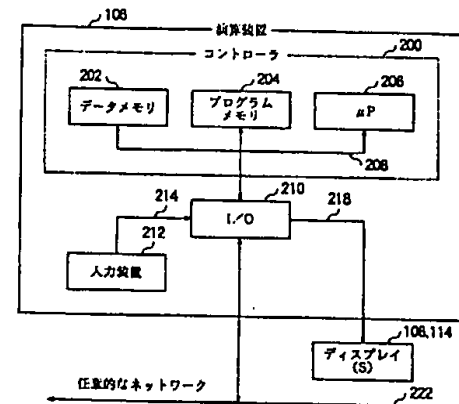 108
演算装置
200
コントローラ
202
データメモリ
204
プログラム
メモリ
206
μP
208
210
I/O
214
218
212
入力装置
108,114
ディスプレイ
(S)
任意的なネットワーク
222